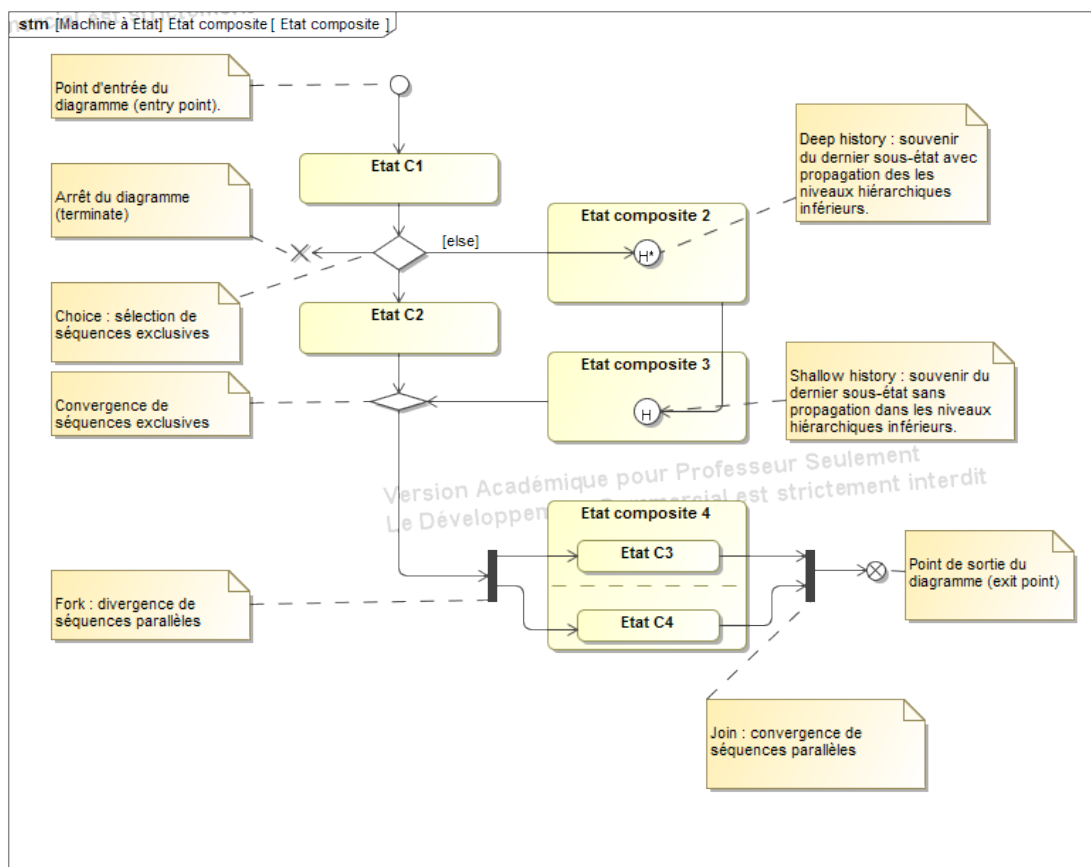 stm [Machine à Etat] Etat composite [ Etat composite ]
Point d'entrée du
diagramme (entry point).
Etat C1
Deep history : souvenir
du dernier sous-état avec
propagation des les
niveaux hiérarchiques
inférieurs.
Arrêt du diagramme
(terminate)
[else]
Etat composite 2
H*
Choice : sélection de
séquences exclusives
Etat C2
Etat composite 3
H
Shallow history : souvenir du
dernier sous-état sans
propagation dans les niveaux
hiérarchiques inférieurs.
Convergence de
séquences exclusives
Version Académique pour Professeur Seulement
Le Développement Commercial est strictement interdit
Etat composite 4
Etat C3
Etat C4
Point de sortie du
diagramme (exit point)
Fork : divergence de
séquences parallèles
Join : convergence de
séquences parallèles